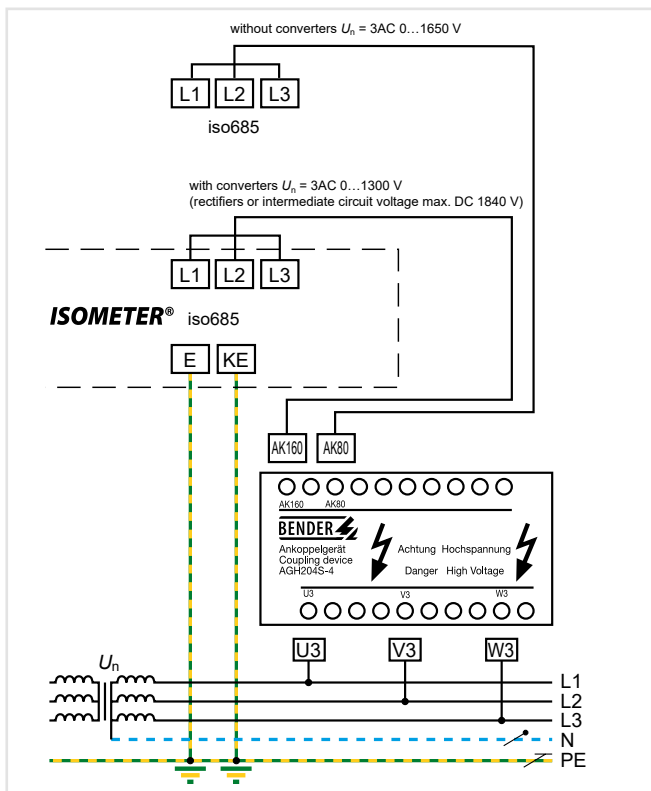 without converters Un = 3AC 0…1650 V
L1 L2 L3
iso685
with converters Un = 3AC 0…1300 V
(rectifiers or intermediate circuit voltage max. DC 1840 V)
L1 L2 L3
ISOMETER® iso685
E KE
AK160 AK80
AK160 AK80
BENDER
Ankoppelgerät
Coupling device
AGH204S-4
Achtung Hochspannung
Danger High Voltage
U3 V3 W3
U3 V3 W3
Un
L1
L2
L3
N
PE